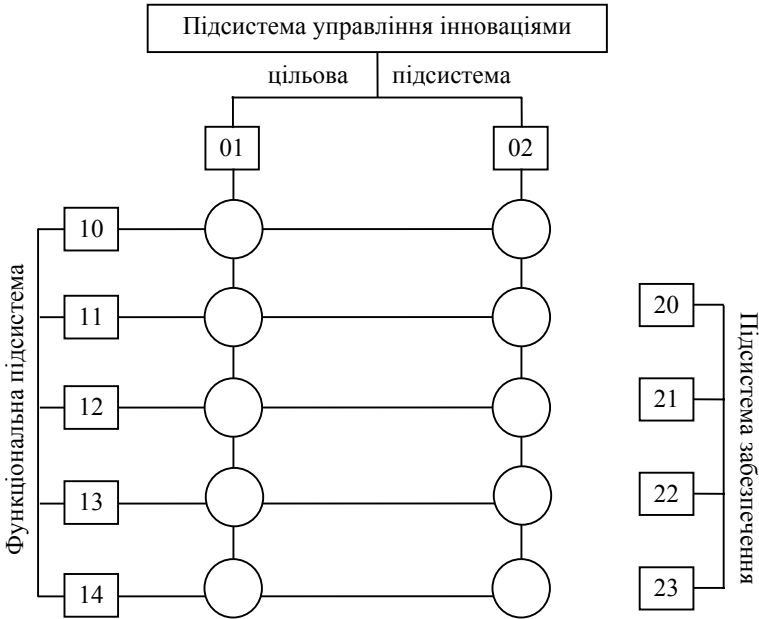 Підсистема управління інноваціями
цільова підсистема
01 02
10
11
12
13
14
Функціональна підсистема
20
21
22
23
Підсистема забезпечення